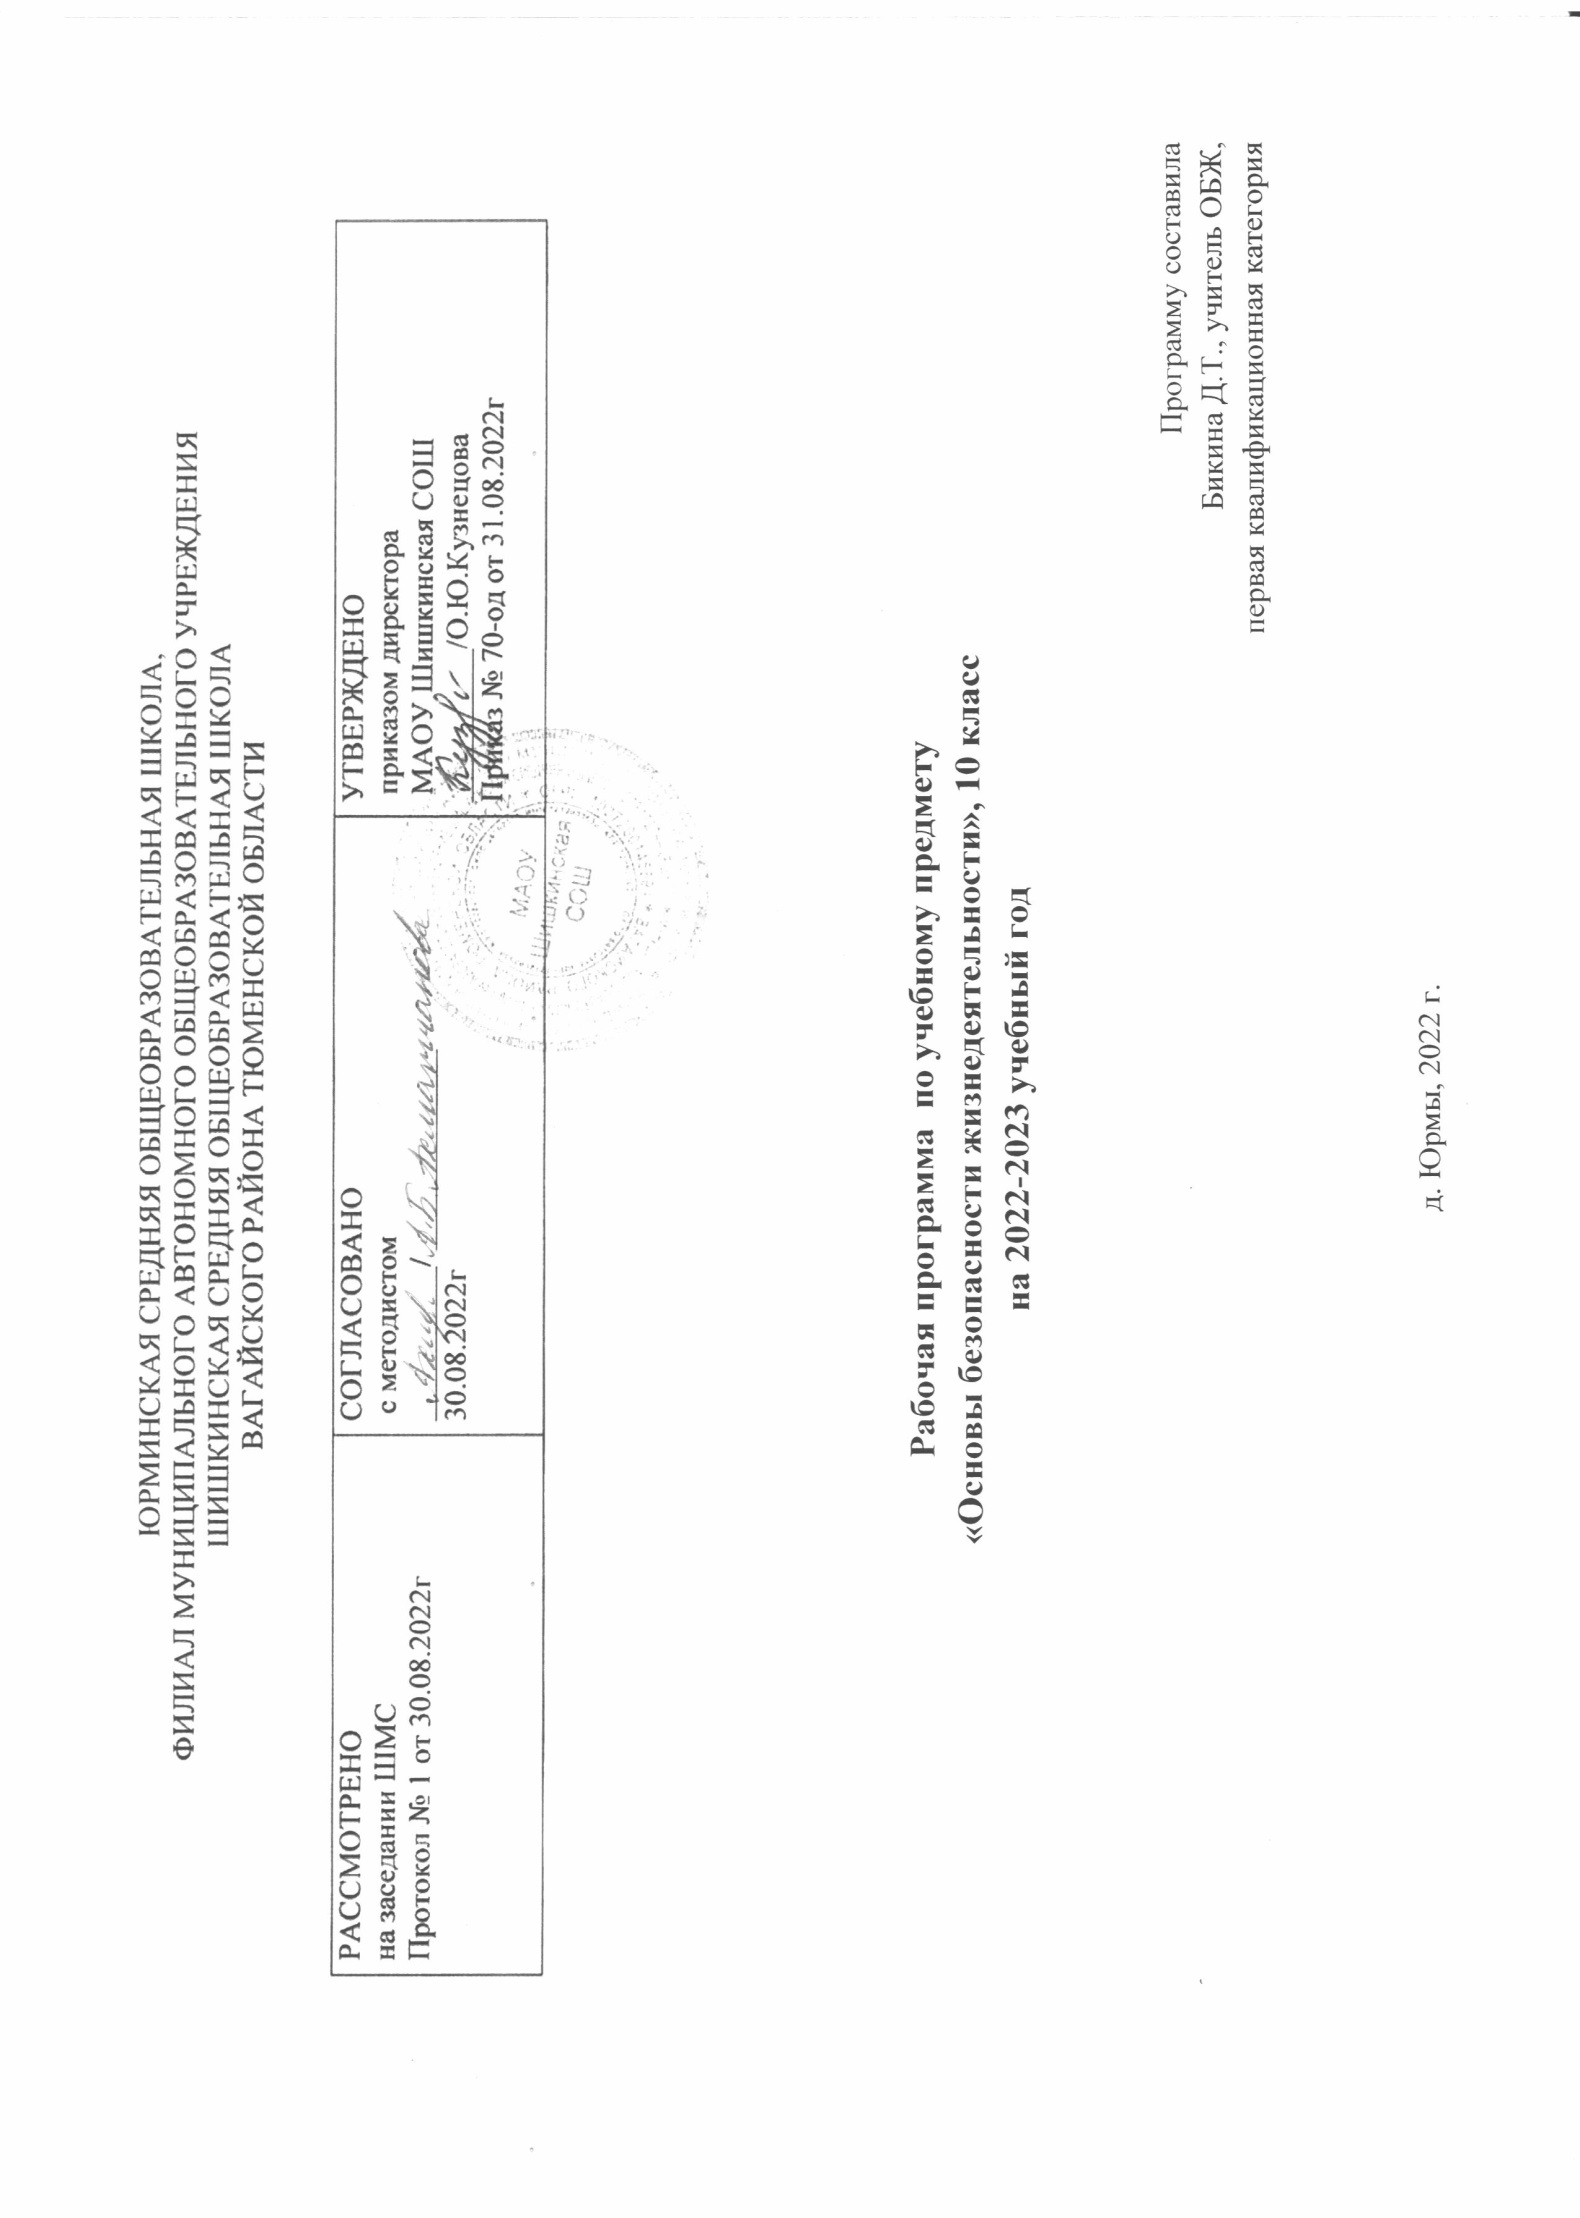 ЮРМИНСКАЯ СРЕДНЯЯ ОБЩЕОБРАЗОВАТЕЛЬНАЯ ШКОЛА,
ФИЛИАЛ МУНИЦИПАЛЬНОГО АВТОНОМНОГО ОБЩЕОБРАЗОВАТЕЛЬНОГО УЧРЕЖДЕНИЯ
ШИШКИНСКАЯ СРЕДНЯЯ ОБЩЕОБРАЗОВАТЕЛЬНАЯ ШКОЛА
ВАГАЙСКОГО РАЙОНА ТЮМЕНСКОЙ ОБЛАСТИ
РАССМОТРЕНО
на заседании ШМС
Протокол № 1 от 30.08.2022г
СОГЛАСОВАНО
с методистом
30.08.2022г
УТВЕРЖДЕНО
приказом директора
МАОУ Шишкинская СОШ
/О.Ю.Кузнецова
Приказ № 70-од от 31.08.2022г
МАОУ
Шишкинская
СОШ
Рабочая программа по учебному предмету
«Основы безопасности жизнедеятельности», 10 класс
на 2022-2023 учебный год
Программу составила
Бикина Д.Т., учитель ОБЖ,
первая квалификационная категория
д. Юрмы, 2022 г.